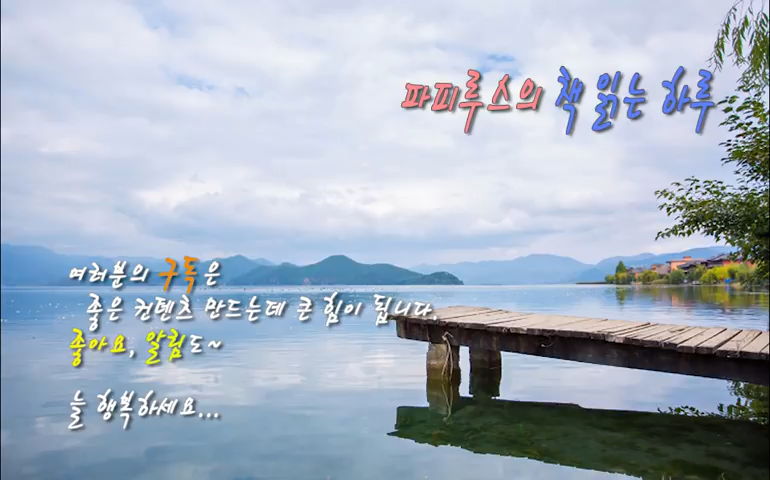 파피루스의 책 읽는 하루
여러분의 구독은
좋은 컨텐츠 만드는데 큰 힘이 됩니다.
좋아요, 알림도~
늘 행복하세요...